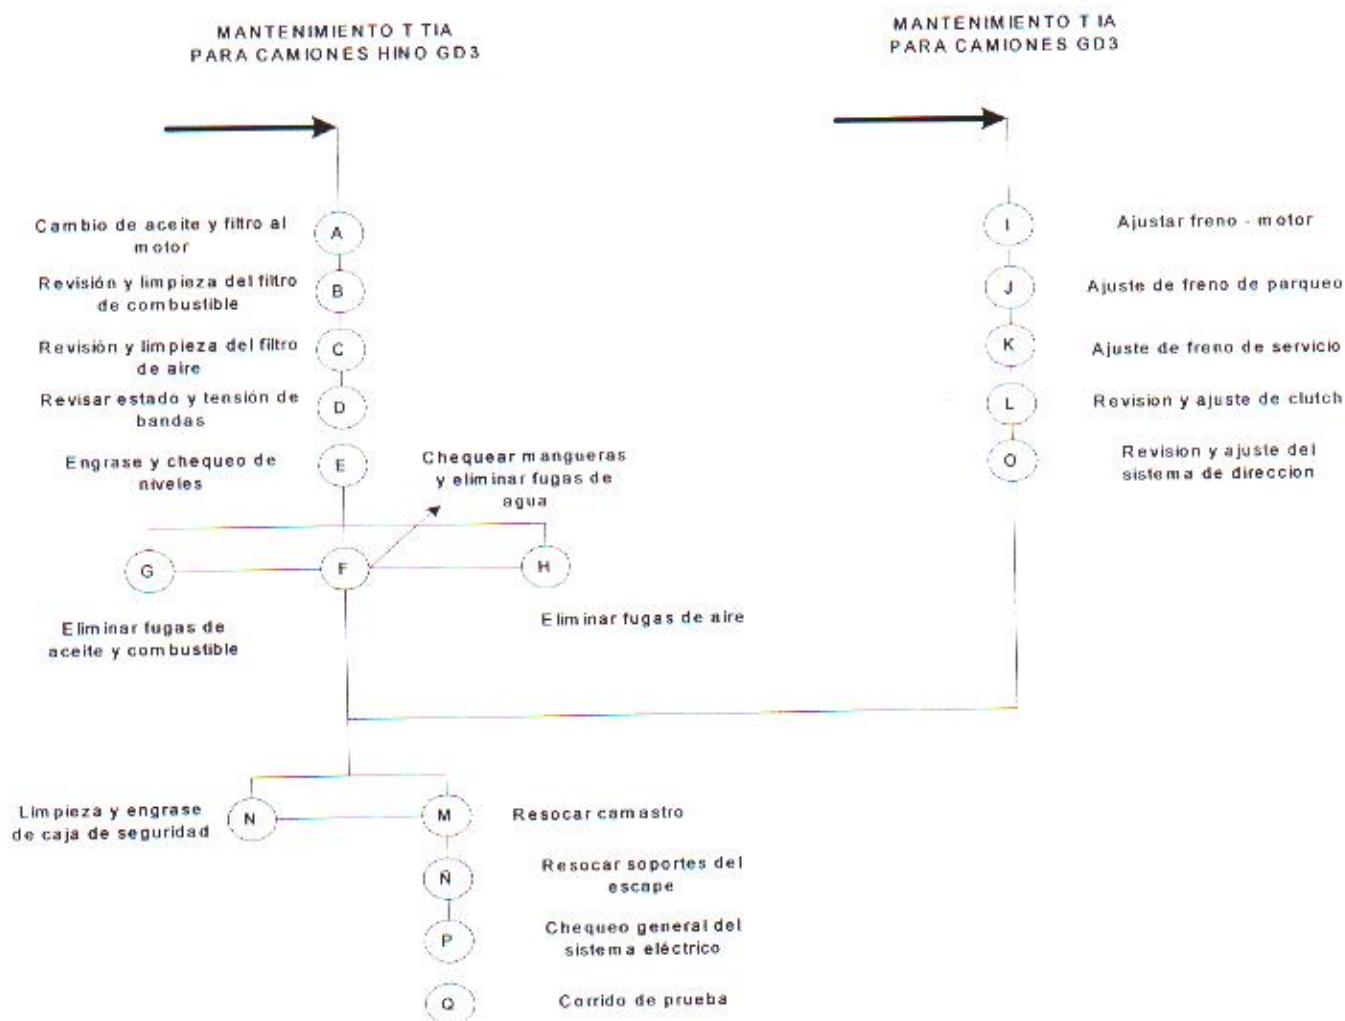 MANTENIMIENTO T TIA
PARA CAMIONES HINO GD3
MANTENIMIENTO T IA
PARA CAMIONES GD3
Cambio de aceite y filtro al
motor
A
Revisión y limpieza del filtro
de combustible
B
Revisión y limpieza del filtro
de aire
C
Revisar estado y tensión de
bandas
D
Engrase y chequeo de
niveles
E
Chequear mangueras
y eliminar fugas de
agua
G
F
H
Eliminar fugas de
aceite y combustible
Eliminar fugas de aire
I
Ajustar freno - motor
J
Ajuste de freno de parqueo
K
Ajuste de freno de servicio
L
Revision y ajuste de clutch
O
Revision y ajuste del
sistema de direccion
Limpieza y engrase
de caja de seguridad
N
M
Resocar camastro
Ñ
Resocar soportes del
escape
P
Chequeo general del
sistema eléctrico
Q
Corrido de prueba